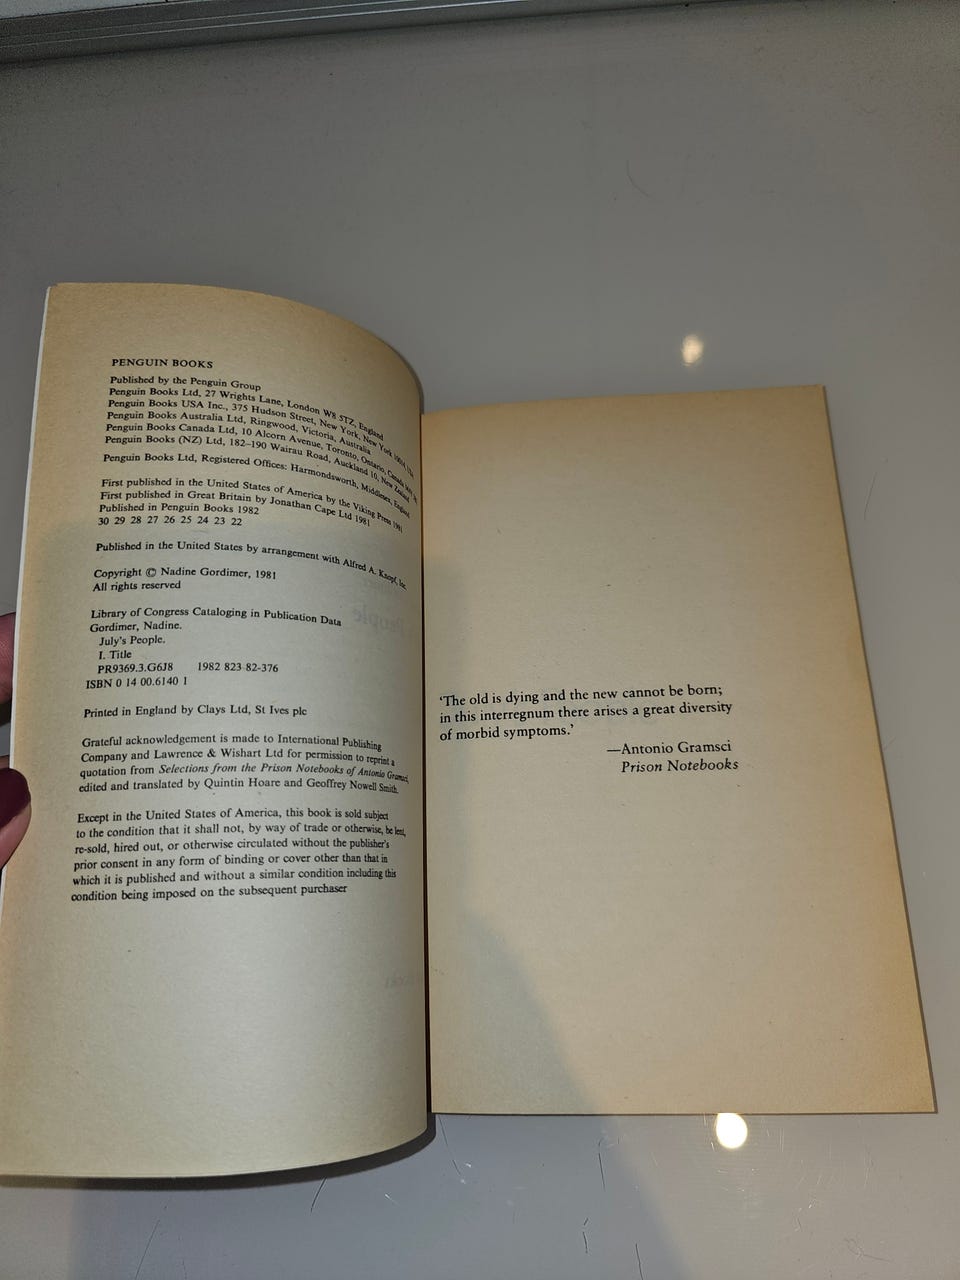 PENGUIN BOOKS
Published by the Penguin Group
Penguin Books Ltd, 27 Wrights Lane, London W8 5TZ, England
Penguin Books USA Inc., 375 Hudson Street, New York, New York 10014, USA
Penguin Books Australia Ltd, Ringwood, Victoria, Australia
Penguin Books Canada Ltd, 10 Alcorn Avenue, Toronto, Ontario, Canada
Penguin Books (NZ) Ltd, 182–190 Wairau Road, Auckland 10, New Zealand
Penguin Books Ltd, Registered Offices: Harmondsworth, Middlesex, England
First published in the United States of America by the Viking Press 1981
First published in Great Britain by Jonathan Cape Ltd 1981
Published in Penguin Books 1982
30 29 28 27 26 25 24 23 22
Published in the United States by arrangement with Alfred A. Knopf, Inc.
Copyright © Nadine Gordimer, 1981
All rights reserved
Library of Congress Cataloging in Publication Data
Gordimer, Nadine.
July's People.
I. Title
PR9369.3.G6J8 1982 823 82-376
ISBN 0 14 00.6140 1
Printed in England by Clays Ltd, St Ives plc
Grateful acknowledgement is made to International Publishing
Company and Lawrence & Wishart Ltd for permission to reprint a
quotation from Selections from the Prison Notebooks of Antonio Gramsci,
edited and translated by Quintin Hoare and Geoffrey Nowell Smith.
Except in the United States of America, this book is sold subject
to the condition that it shall not, by way of trade or otherwise, be lent,
re-sold, hired out, or otherwise circulated without the publisher's
prior consent in any form of binding or cover other than that in
which it is published and without a similar condition including this
condition being imposed on the subsequent purchaser
'The old is dying and the new cannot be born;
in this interregnum there arises a great diversity
of morbid symptoms.'
—Antonio Gramsci
Prison Notebooks